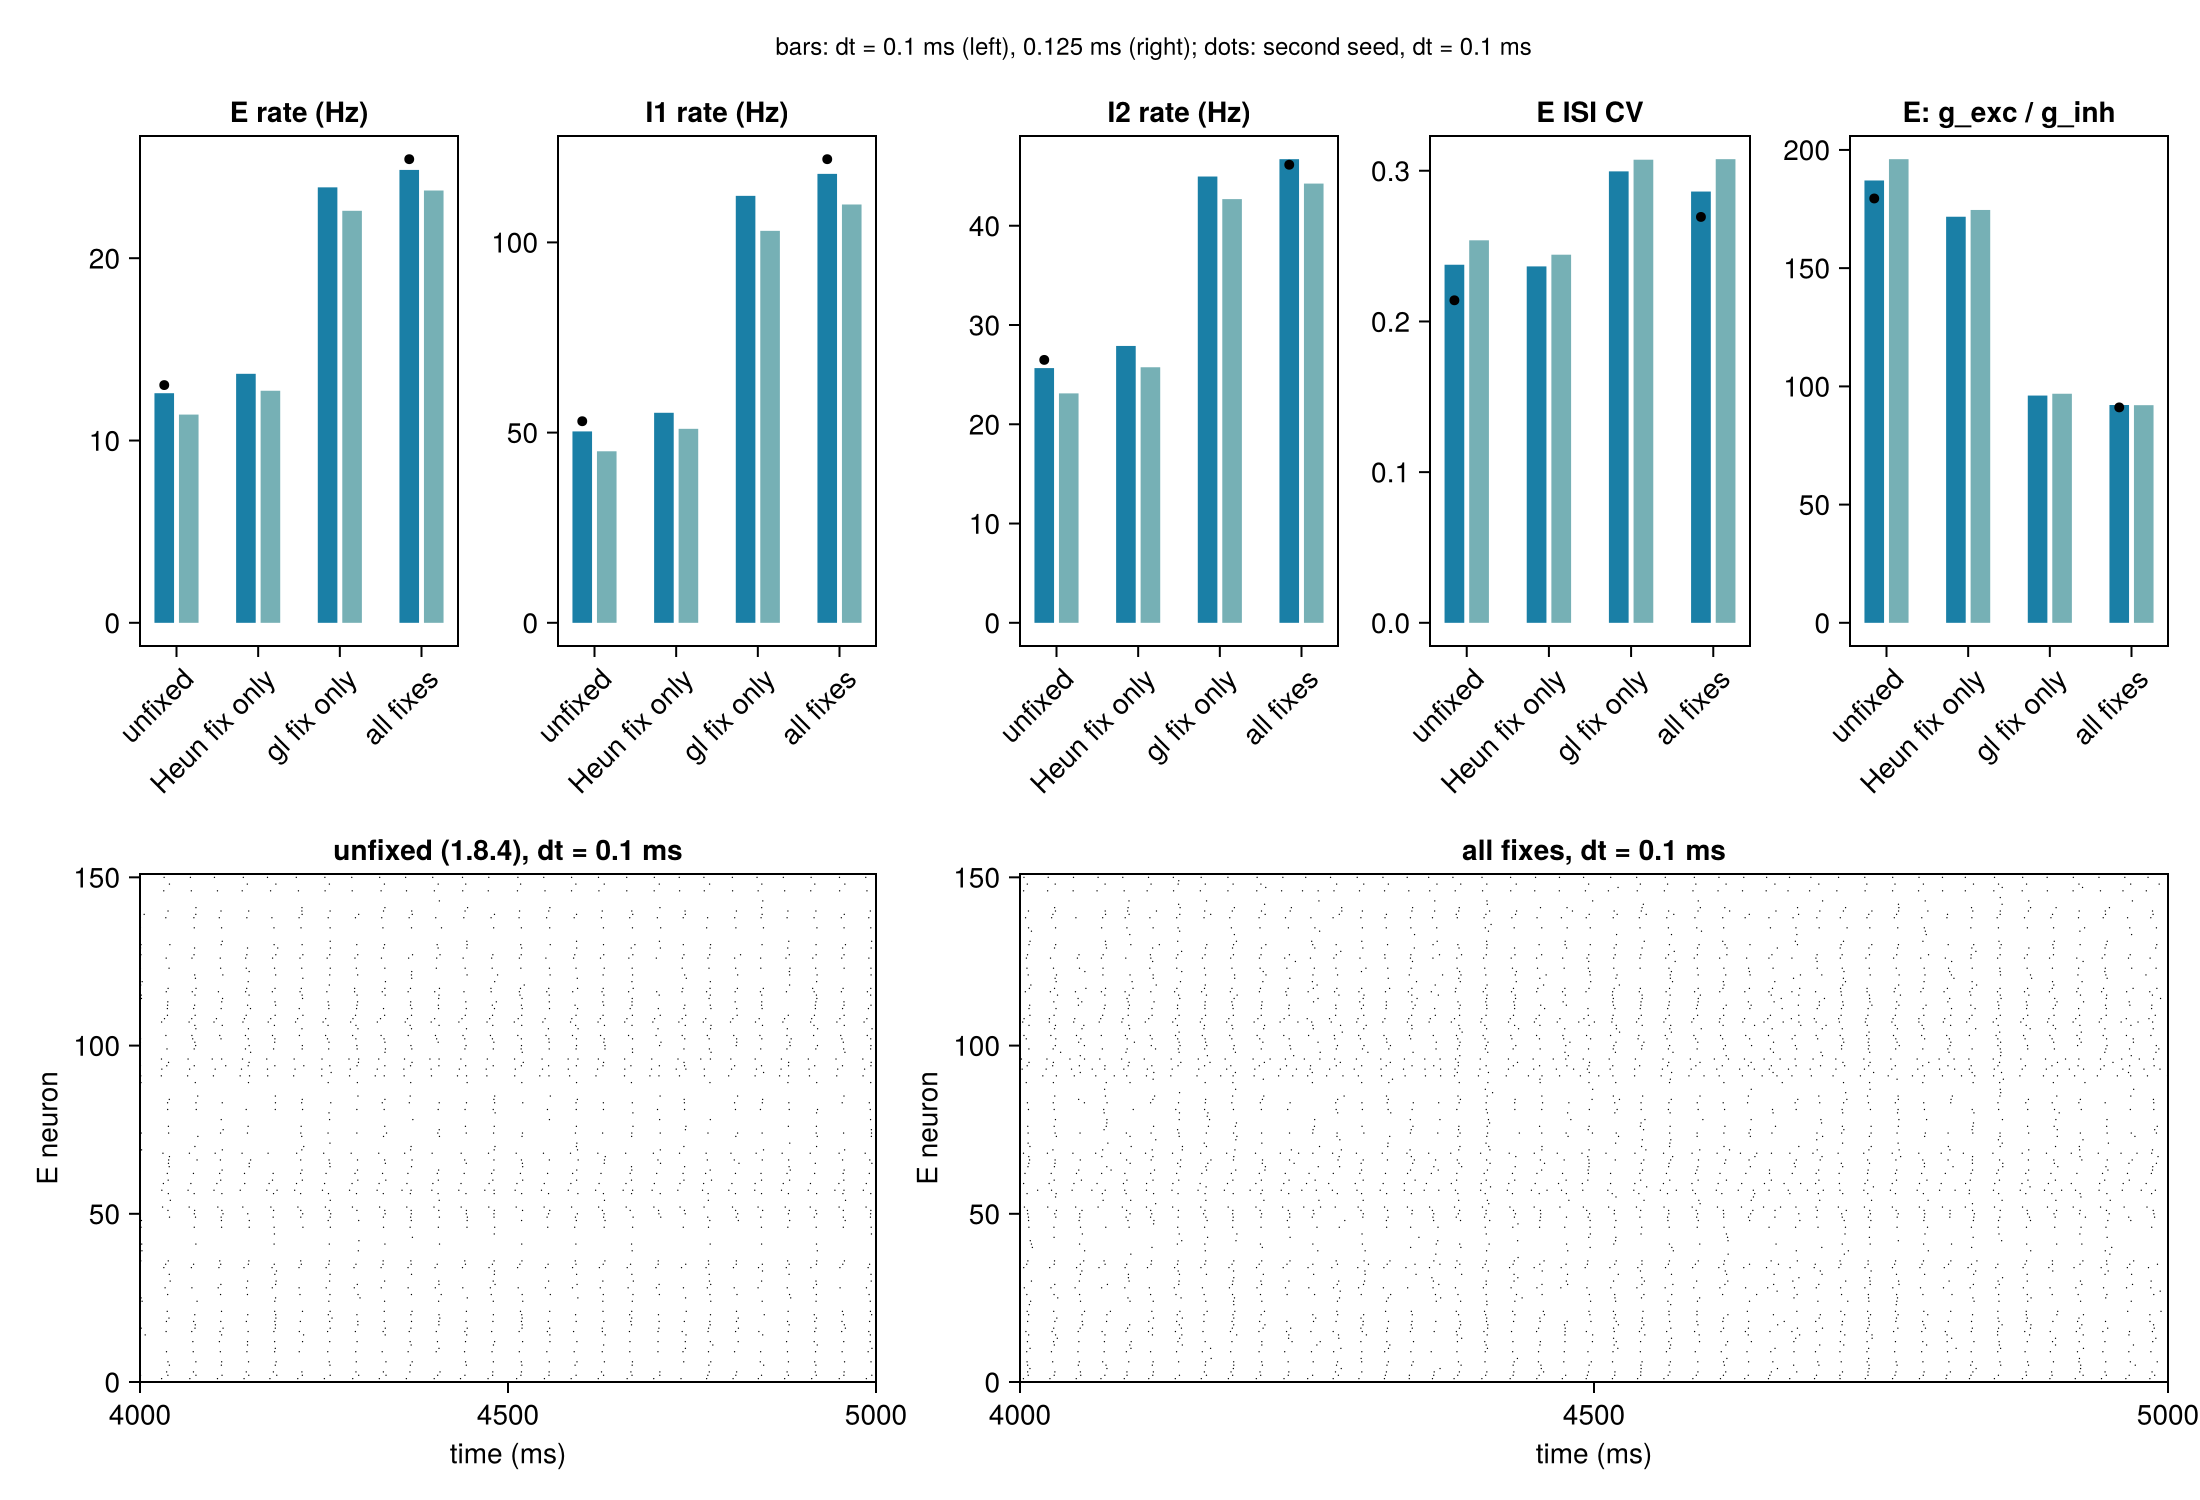 bars: dt = 0.1 ms (left), 0.125 ms (right); dots: second seed, dt = 0.1 ms
E rate (Hz)
20
10
0
unfixed
Heun fix only
gl fix only
all fixes
I1 rate (Hz)
100
50
0
unfixed
Heun fix only
gl fix only
all fixes
I2 rate (Hz)
40
30
20
10
0
unfixed
Heun fix only
gl fix only
all fixes
E ISI CV
0.3
0.2
0.1
0.0
unfixed
Heun fix only
gl fix only
all fixes
E: g_exc / g_inh
200
150
100
50
0
unfixed
Heun fix only
gl fix only
all fixes
unfixed (1.8.4), dt = 0.1 ms
E neuron
150
100
50
0
4000
4500
5000
time (ms)
all fixes, dt = 0.1 ms
E neuron
150
100
50
0
4000
4500
5000
time (ms)